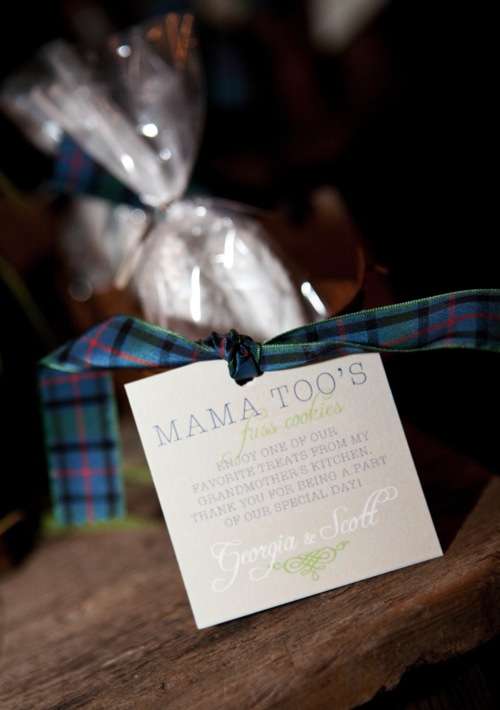 MAMA TOO'S
fuss cookies
ENJOY ONE OF OUR
FAVORITE TREATS FROM MY
GRANDMOTHER'S KITCHEN.
THANK YOU FOR BEING A PART
OF OUR SPECIAL DAY!
Georgia & Scott